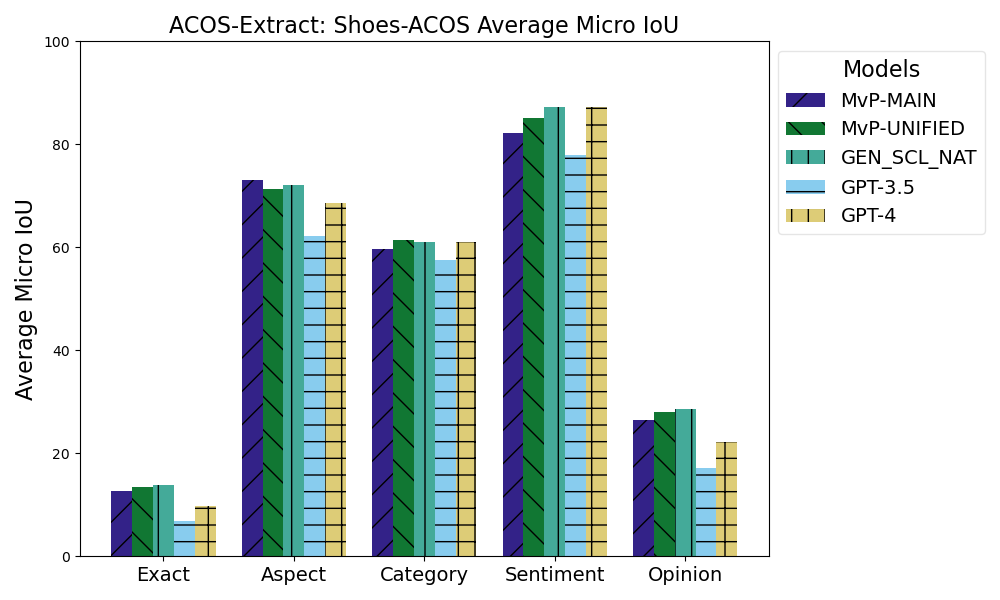 ACOS-Extract: Shoes-ACOS Average Micro IoU
Average Micro IoU
100
80
60
40
20
0
Exact
Aspect
Category
Sentiment
Opinion
Models
MvP-MAIN
MvP-UNIFIED
GEN_SCL_NAT
GPT-3.5
GPT-4